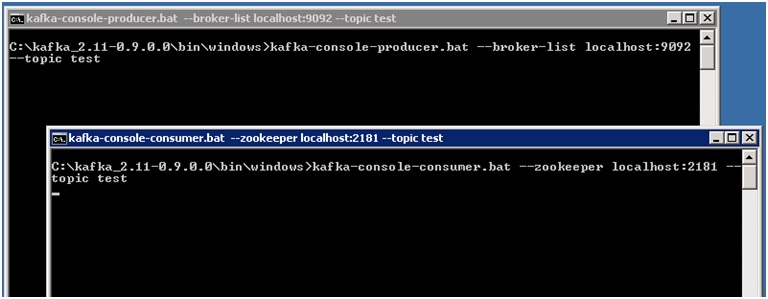 kafka-console-producer.bat --broker-list localhost:9092 --topic test
C:\kafka_2.11-0.9.0.0\bin\windows>kafka-console-producer.bat --broker-list localhost:9092
--topic test
kafka-console-consumer.bat --zookeeper localhost:2181 --topic test
C:\kafka_2.11-0.9.0.0\bin\windows>kafka-console-consumer.bat --zookeeper localhost:2181 --
topic test